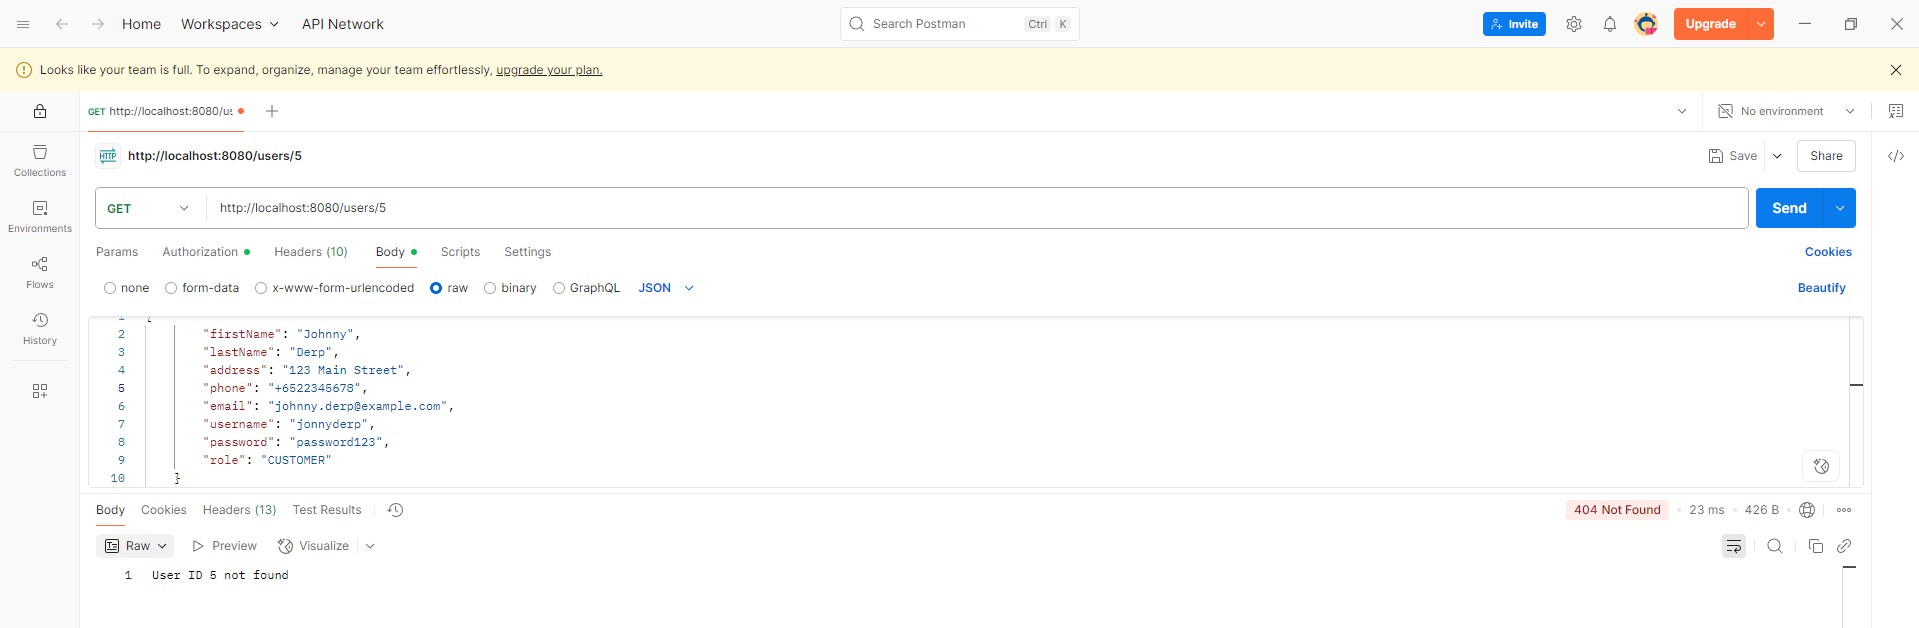 Home Workspaces API Network Search Postman Ctrl K Invite Upgrade
Looks like your team is full. To expand, organize, manage your team effortlessly, upgrade your plan.
GET http://localhost:8080/us No environment
HTTP http://localhost:8080/users/5 Save Share
Collections
GET http://localhost:8080/users/5 Send
Environments
Params Authorization Headers (10) Body Scripts Settings Cookies
Flows
none form-data x-www-form-urlencoded raw binary GraphQL JSON Beautify
History
1 {
2 "firstName": "Johnny",
3 "lastName": "Derp",
4 "address": "123 Main Street",
5 "phone": "+6522345678",
6 "email": "johnny.derp@example.com",
7 "username": "jonnyderp",
8 "password": "password123",
9 "role": "CUSTOMER"
10 }
Body Cookies Headers (13) Test Results 404 Not Found 23 ms 426 B
Raw Preview Visualize
1 User ID 5 not found